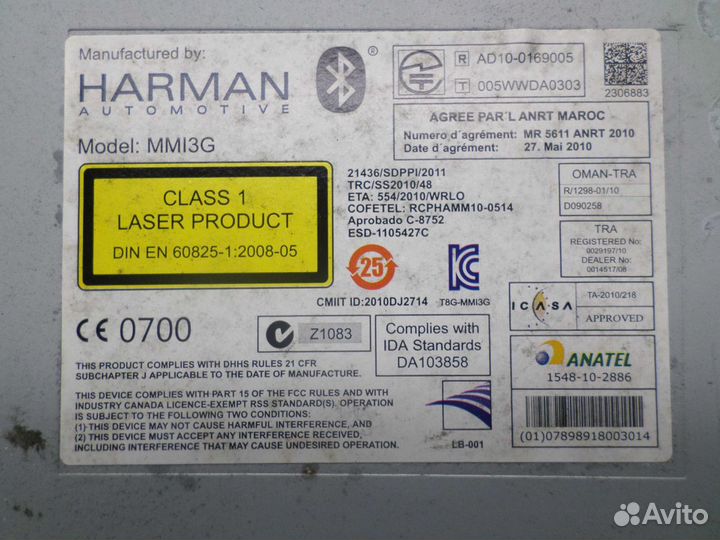 Manufactured by:
HARMAN
AUTOMOTIVE
®
Model: MMI3G
R AD10-0169005
T 005WWDA0303
2306883
AGREE PAR´L ANRT MAROC
Numero d´agrément: MR 5611 ANRT 2010
Date d´agrément: 27. Mai 2010
CLASS 1
LASER PRODUCT
DIN EN 60825-1:2008-05
21436/SDPPI/2011
TRC/SS2010/48
ETA: 554/2010/WRLO
COFETEL: RCPHAMM10-0514
Aprobado C-8752
ESD-1105427C
OMAN-TRA
R/1298-01/10
D090258
TRA
REGISTERED No:
0029197/10
DEALER No:
0014517/08
25
CMIIT ID:2010DJ2714
T8G-MMI3G
ICASA
TA-2010/218
APPROVED
CE 0700
Z1083
Complies with
IDA Standards
DA103858
ANATEL
1548-10-2886
(01)07898918003014
THIS PRODUCT COMPLIES WITH DHHS RULES 21 CFR
SUBCHAPTER J APPLICABLE TO THE DATE OF MANUFACTURE.
THIS DEVICE COMPLIES WITH PART 15 OF THE FCC RULES AND WITH
INDUSTRY CANADA LICENCE-EXEMPT RSS STANDARD(S). OPERATION
IS SUBJECT TO THE FOLLOWING TWO CONDITIONS:
(1) THIS DEVICE MAY NOT CAUSE HARMFUL INTERFERENCE, AND
(2) THIS DEVICE MUST ACCEPT ANY INTERFERENCE RECEIVED,
INCLUDING INTERFERENCE THAT MAY CAUSE UNDESIRED OPERATION.
LB-001
Avito